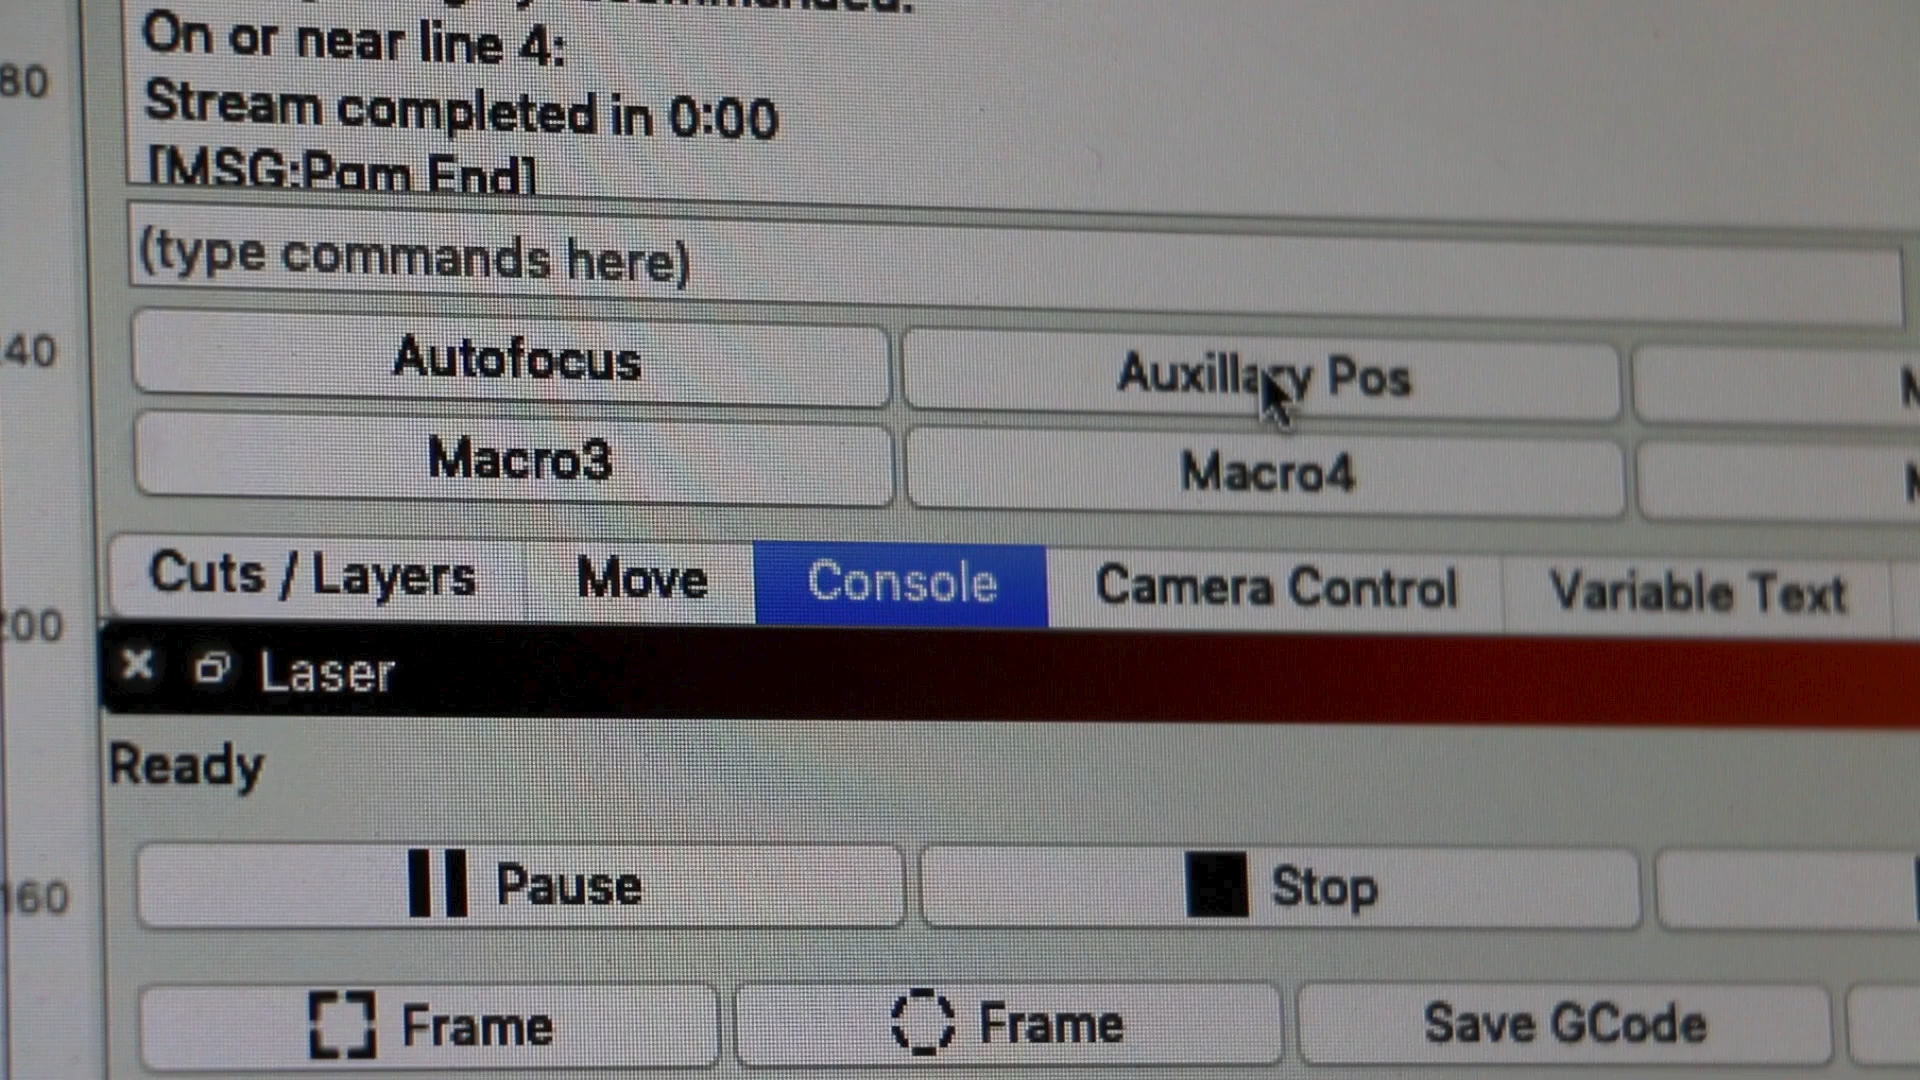 On or near line 4:
Stream completed in 0:00
[MSG:Pgm End]
(type commands here)
Autofocus
Auxillary Pos
Macro3
Macro4
Cuts / Layers
Move
Console
Camera Control
Variable Text
Laser
Ready
Pause
Stop
Frame
Frame
Save GCode
80
40
00
160